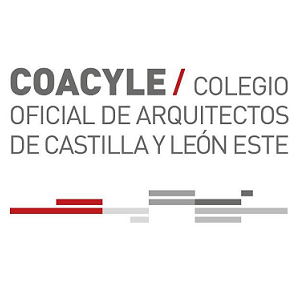 COACYLE / COLEGIO
OFICIAL DE ARQUITECTOS
DE CASTILLA Y LEÓN ESTE